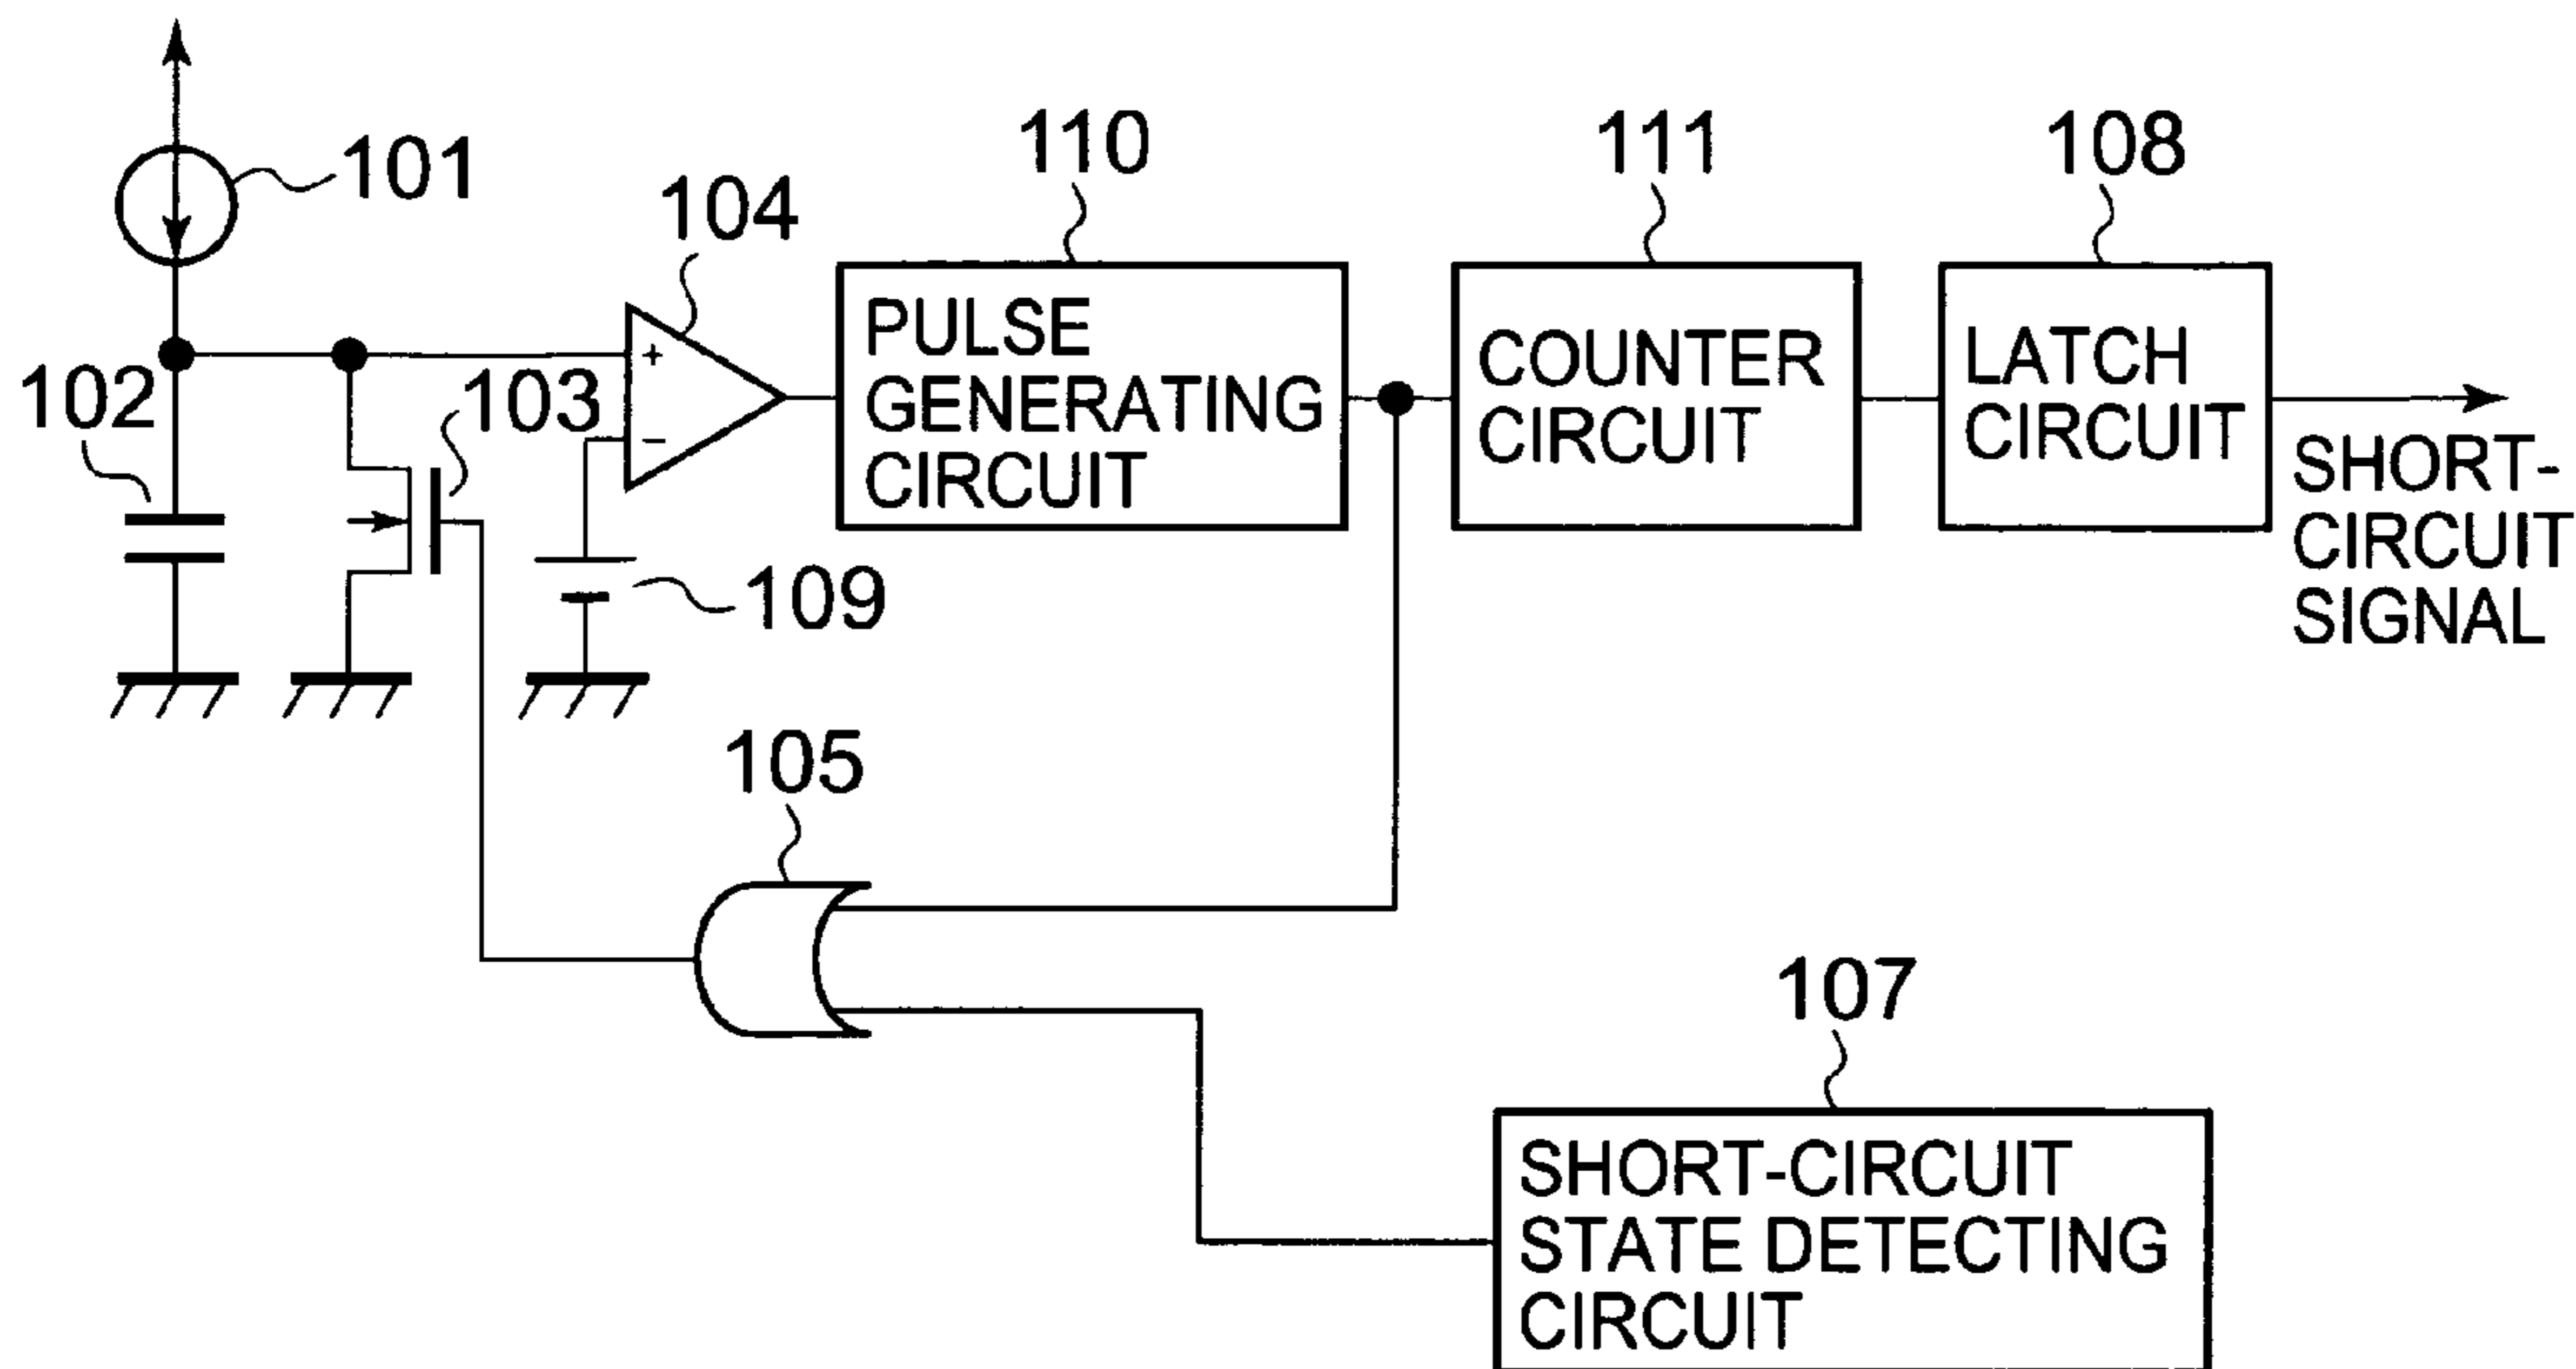 101
110
111
108
104
102
103
+
−
PULSE
GENERATING
CIRCUIT
COUNTER
CIRCUIT
LATCH
CIRCUIT
SHORT-
CIRCUIT
SIGNAL
109
105
107
SHORT-CIRCUIT
STATE DETECTING
CIRCUIT